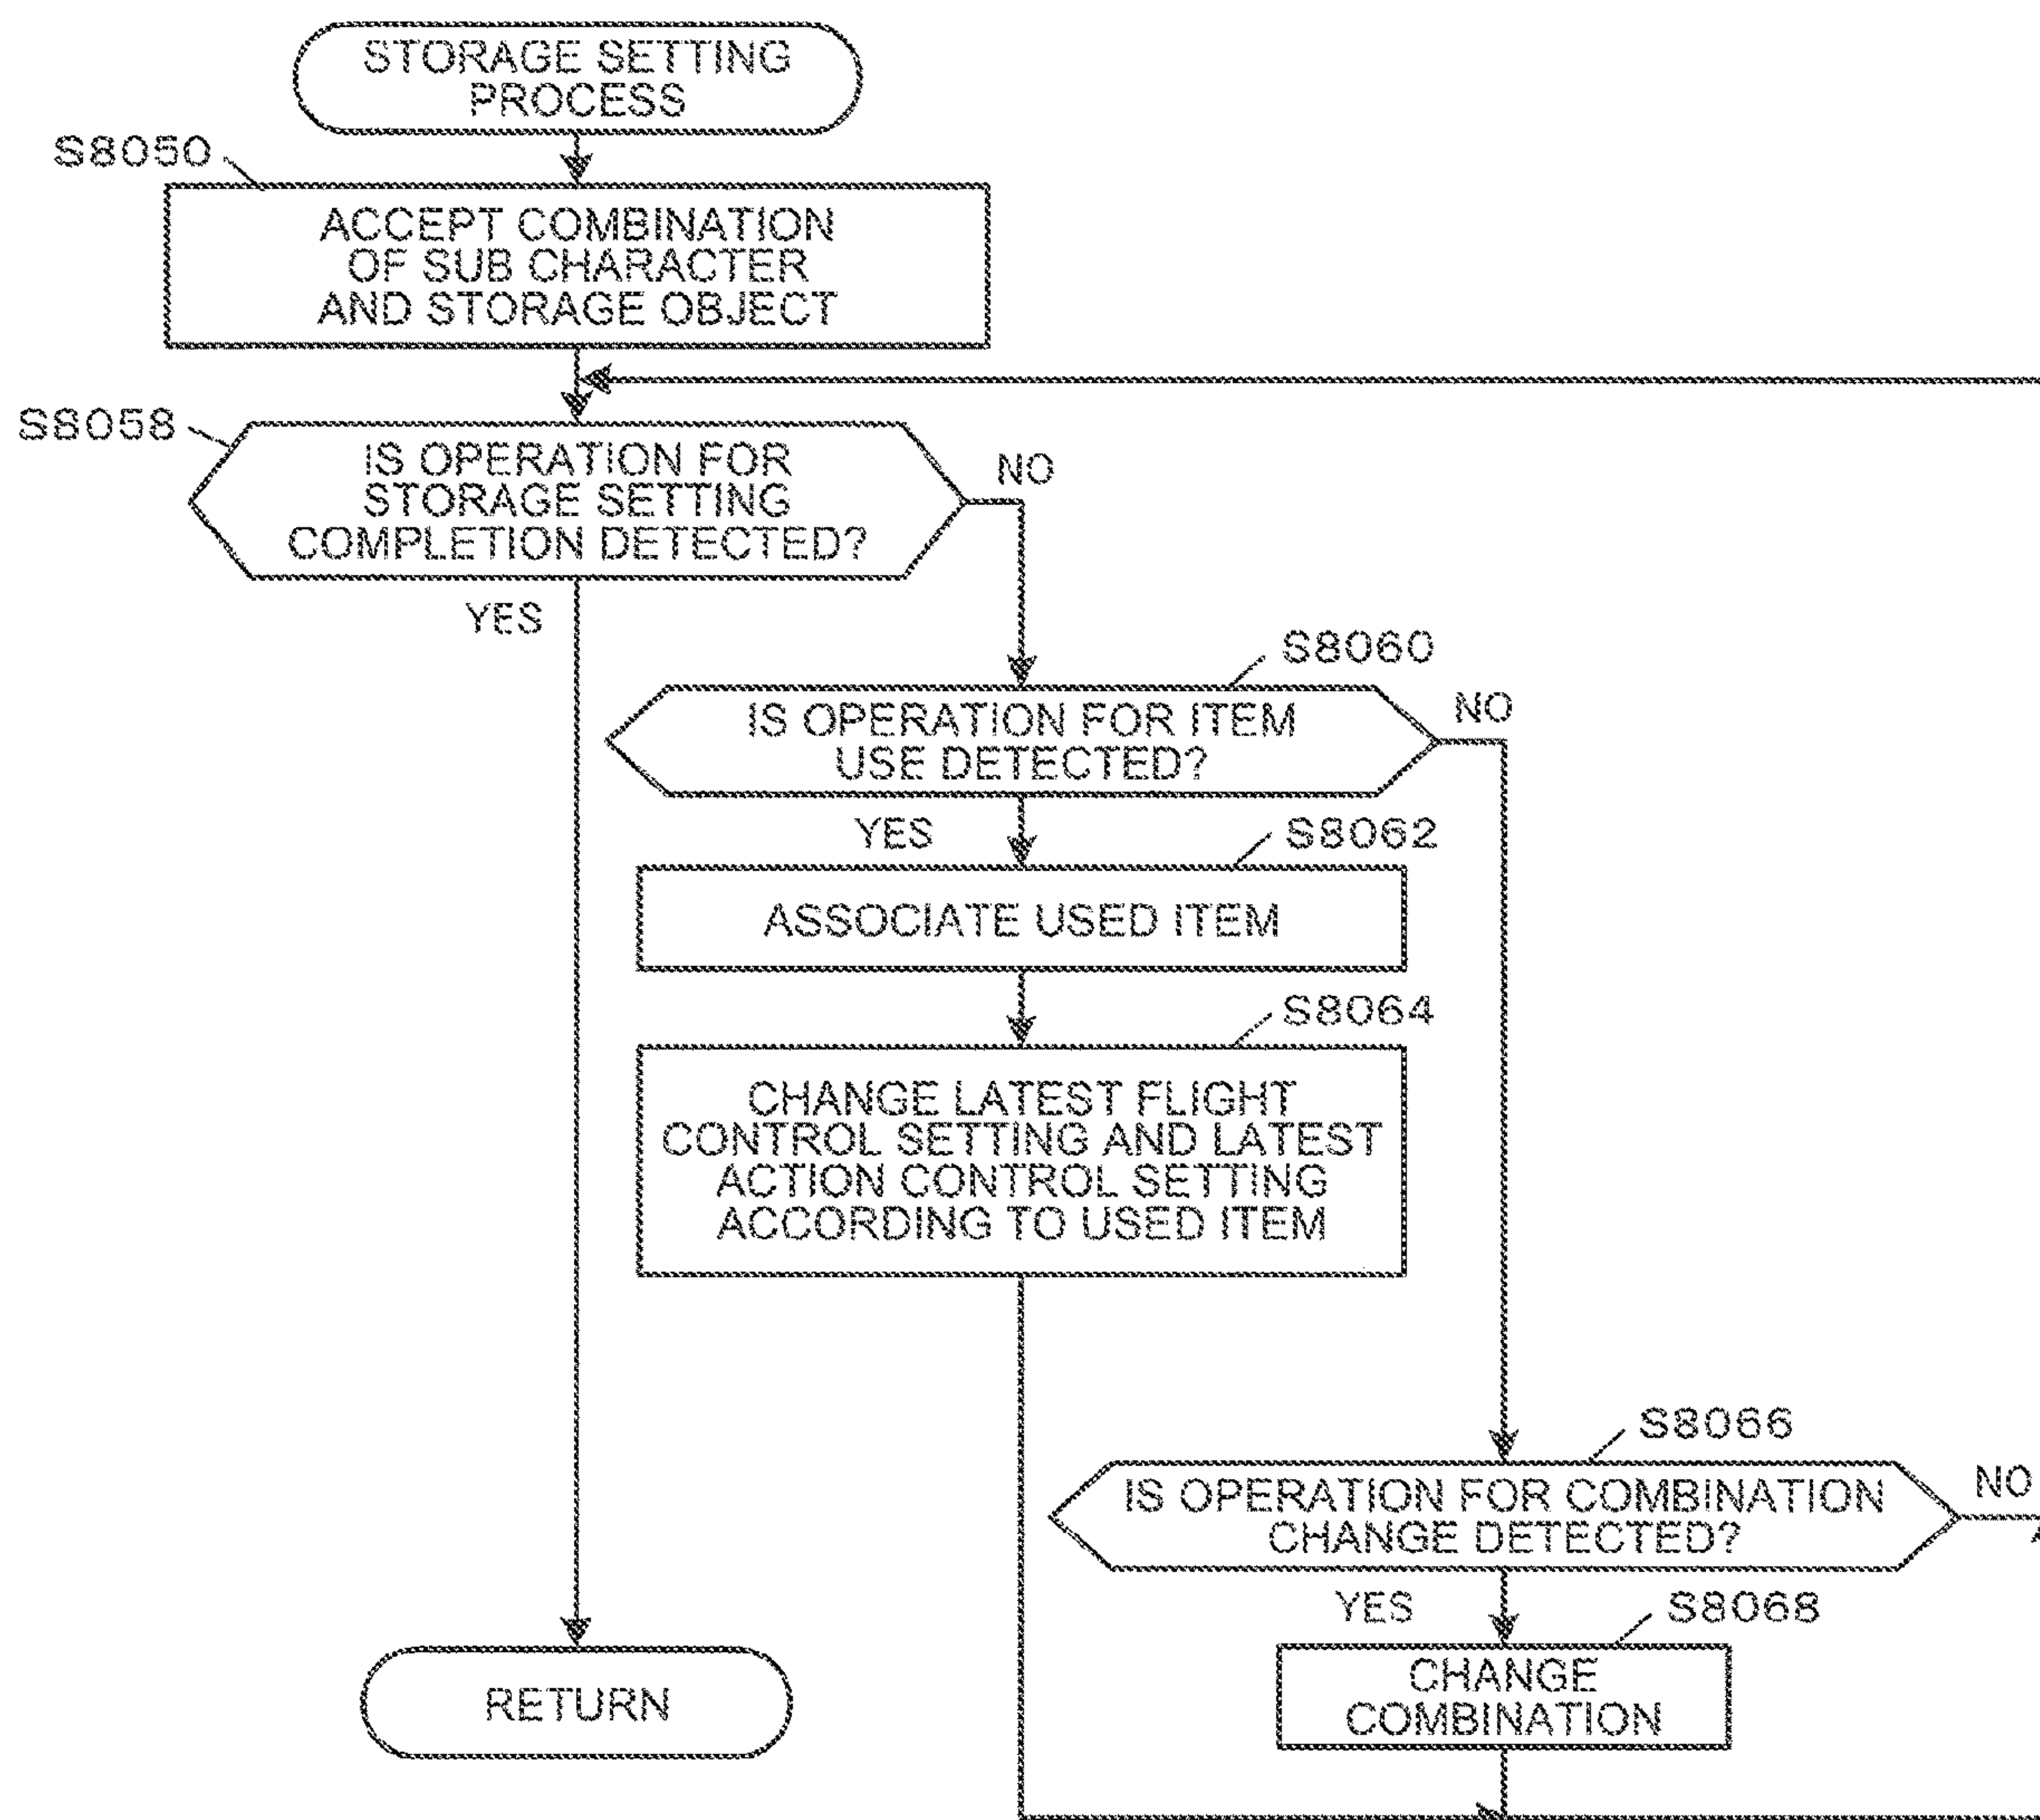 STORAGE SETTING
PROCESS
S8050
ACCEPT COMBINATION
OF SUB CHARACTER
AND STORAGE OBJECT
S8058
IS OPERATION FOR
STORAGE SETTING
COMPLETION DETECTED?
NO
YES
S8060
IS OPERATION FOR ITEM
USE DETECTED?
NO
YES
S8062
ASSOCIATE USED ITEM
S8064
CHANGE LATEST FLIGHT
CONTROL SETTING AND LATEST
ACTION CONTROL SETTING
ACCORDING TO USED ITEM
S8066
IS OPERATION FOR COMBINATION
CHANGE DETECTED?
NO
YES
S8068
CHANGE
COMBINATION
RETURN